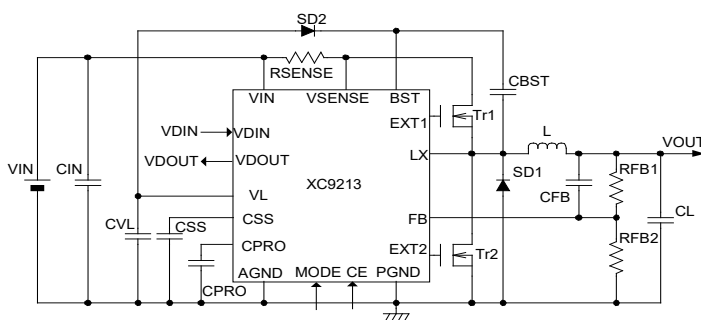 SD2
RSENSE
CBST
VIN VSENSE BST
EXT1 Tr1
VDIN VDIN
L VOUT
LX
VDOUT VDOUT
RFB1
VIN CIN
XC9213
SD1 CFB
VL
CVL CSS CSS
FB CL
RFB2
CPRO
EXT2 Tr2
AGND MODE CE PGND
CPRO